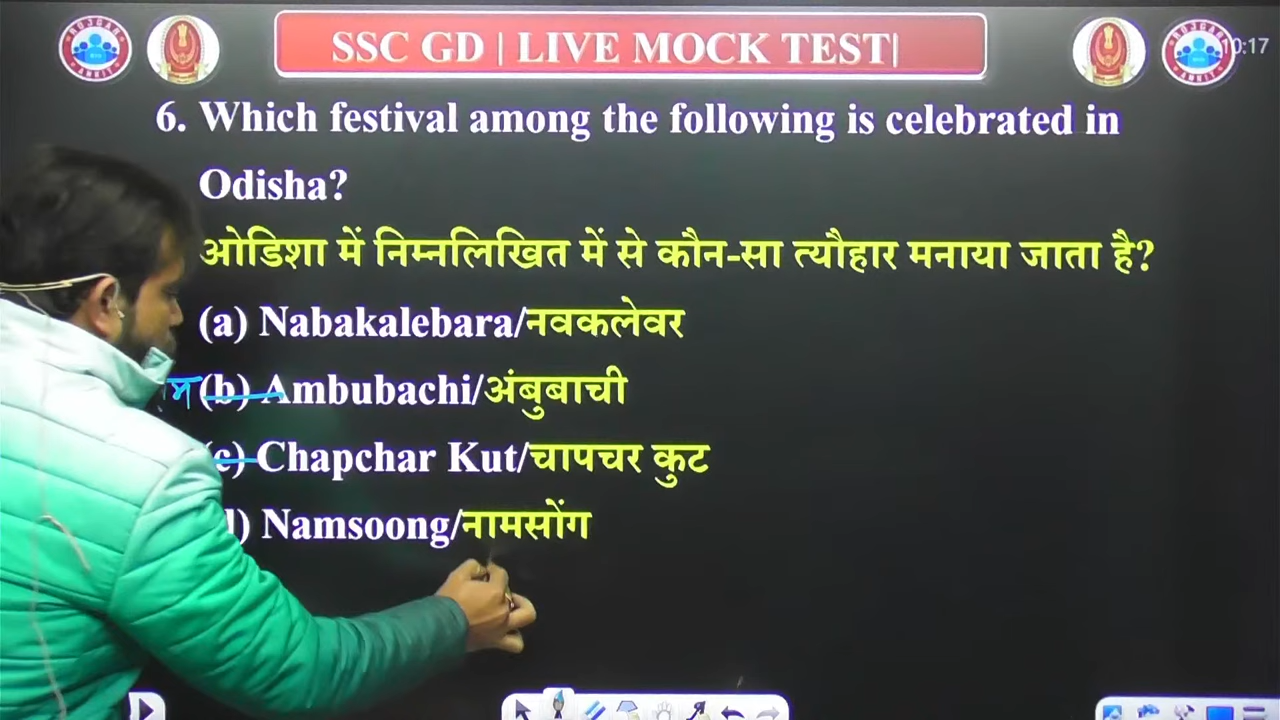 SSC GD | LIVE MOCK TEST|
10:17
6. Which festival among the following is celebrated in
Odisha?
ओडिशा में निम्नलिखित में से कौन-सा त्यौहार मनाया जाता है?
(a) Nabakalebara/नवकलेवर
(b) Ambubachi/अंबुबाची
(c) Chapchar Kut/चापचर कुट
Namsoong/नामसोंग